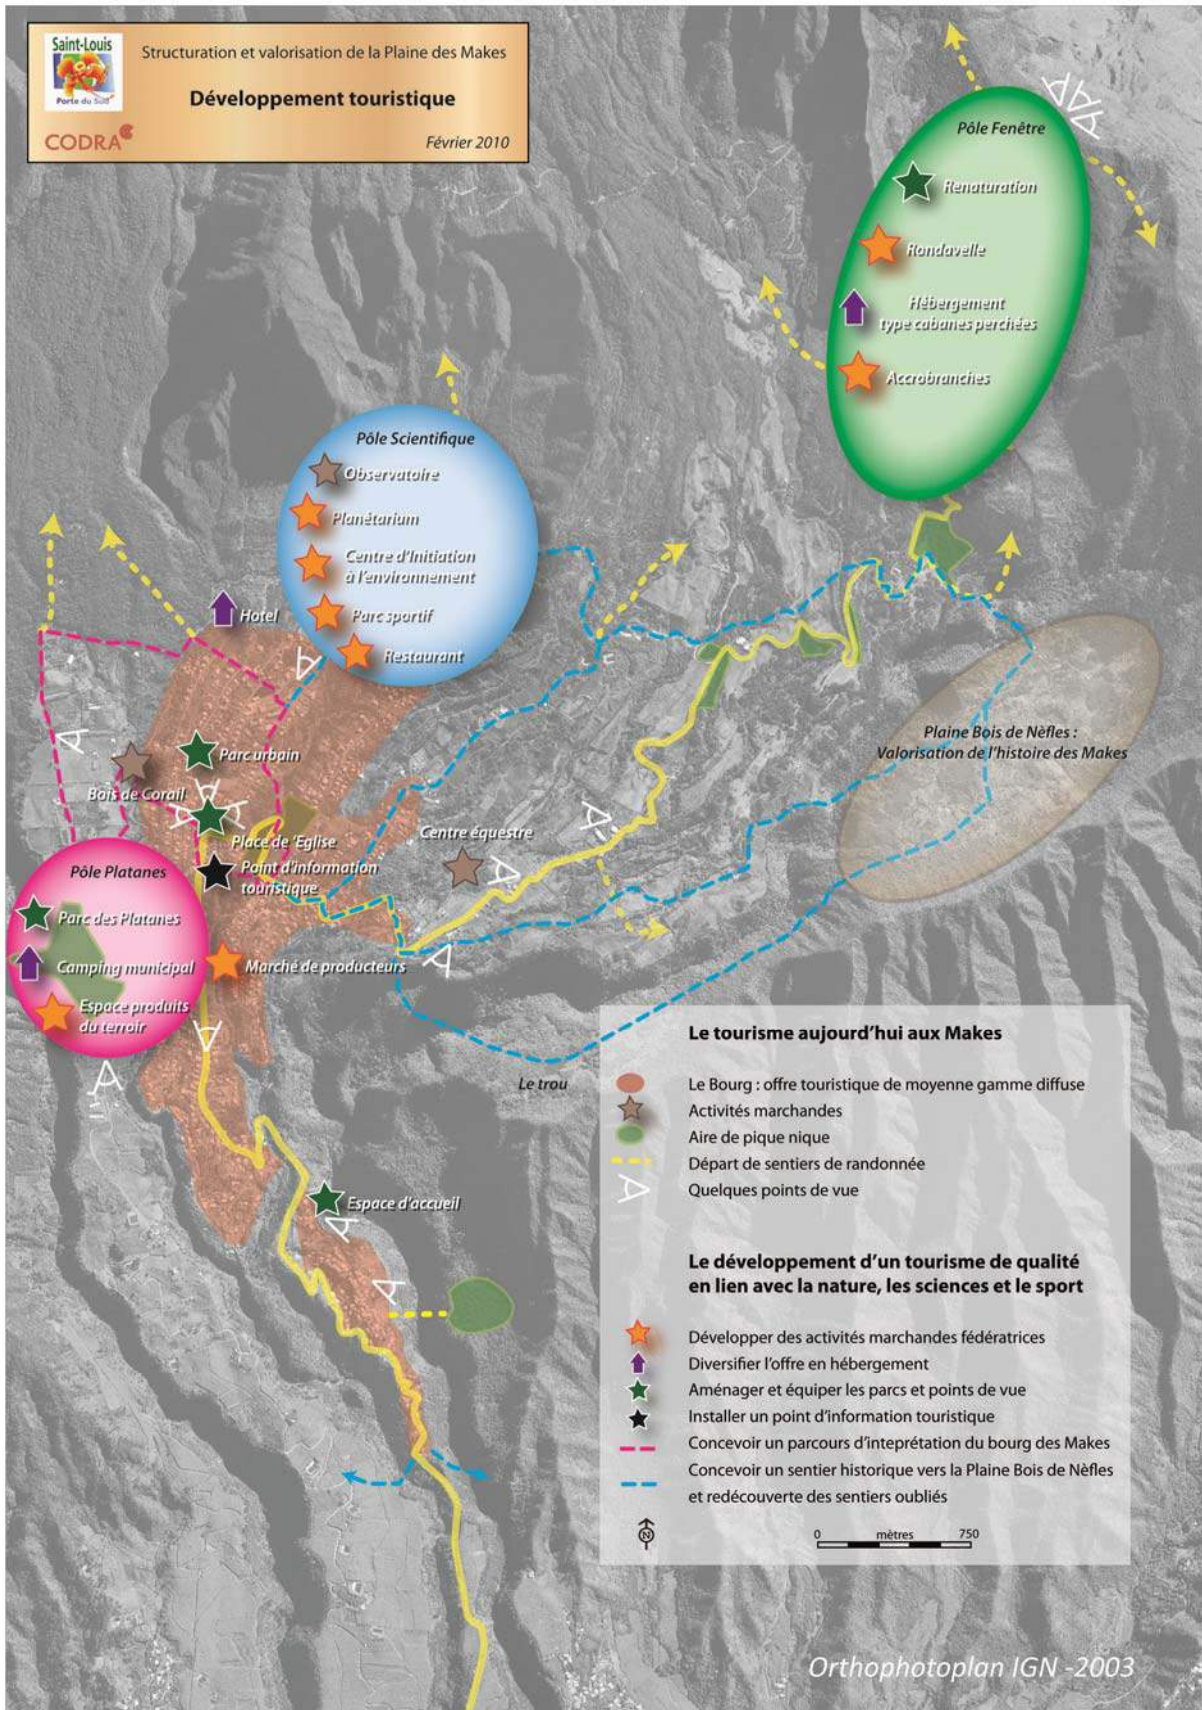 Saint-Louis
Porte du Sud
CODRA
Structuration et valorisation de la Plaine des Makes
Développement touristique
Février 2010
Pôle Fenêtre
Renaturation
Rondavelle
Hébergement
type cabanes perchées
Accrobranches
Pôle Scientifique
Observatoire
Planétarium
Centre d'Initiation
à l'environnement
Parc sportif
Restaurant
Hotel
Parc urbain
Bois de Corail
Place de 'Eglise
Point d'information
touristique
Centre équestre
Plaine Bois de Nèfles :
Valorisation de l'histoire des Makes
Pôle Platanes
Parc des Platanes
Camping municipal
Espace produits
du terroir
Marché de producteurs
Le trou
Espace d'accueil
Le tourisme aujourd'hui aux Makes
Le Bourg : offre touristique de moyenne gamme diffuse
Activités marchandes
Aire de pique nique
Départ de sentiers de randonnée
Quelques points de vue
Le développement d'un tourisme de qualité
en lien avec la nature, les sciences et le sport
Développer des activités marchandes fédératrices
Diversifier l'offre en hébergement
Aménager et équiper les parcs et points de vue
Installer un point d'information touristique
Concevoir un parcours d'inteprétation du bourg des Makes
Concevoir un sentier historique vers la Plaine Bois de Nèfles
et redécouverte des sentiers oubliés
N
0 mètres 750
Orthophotoplan IGN -2003